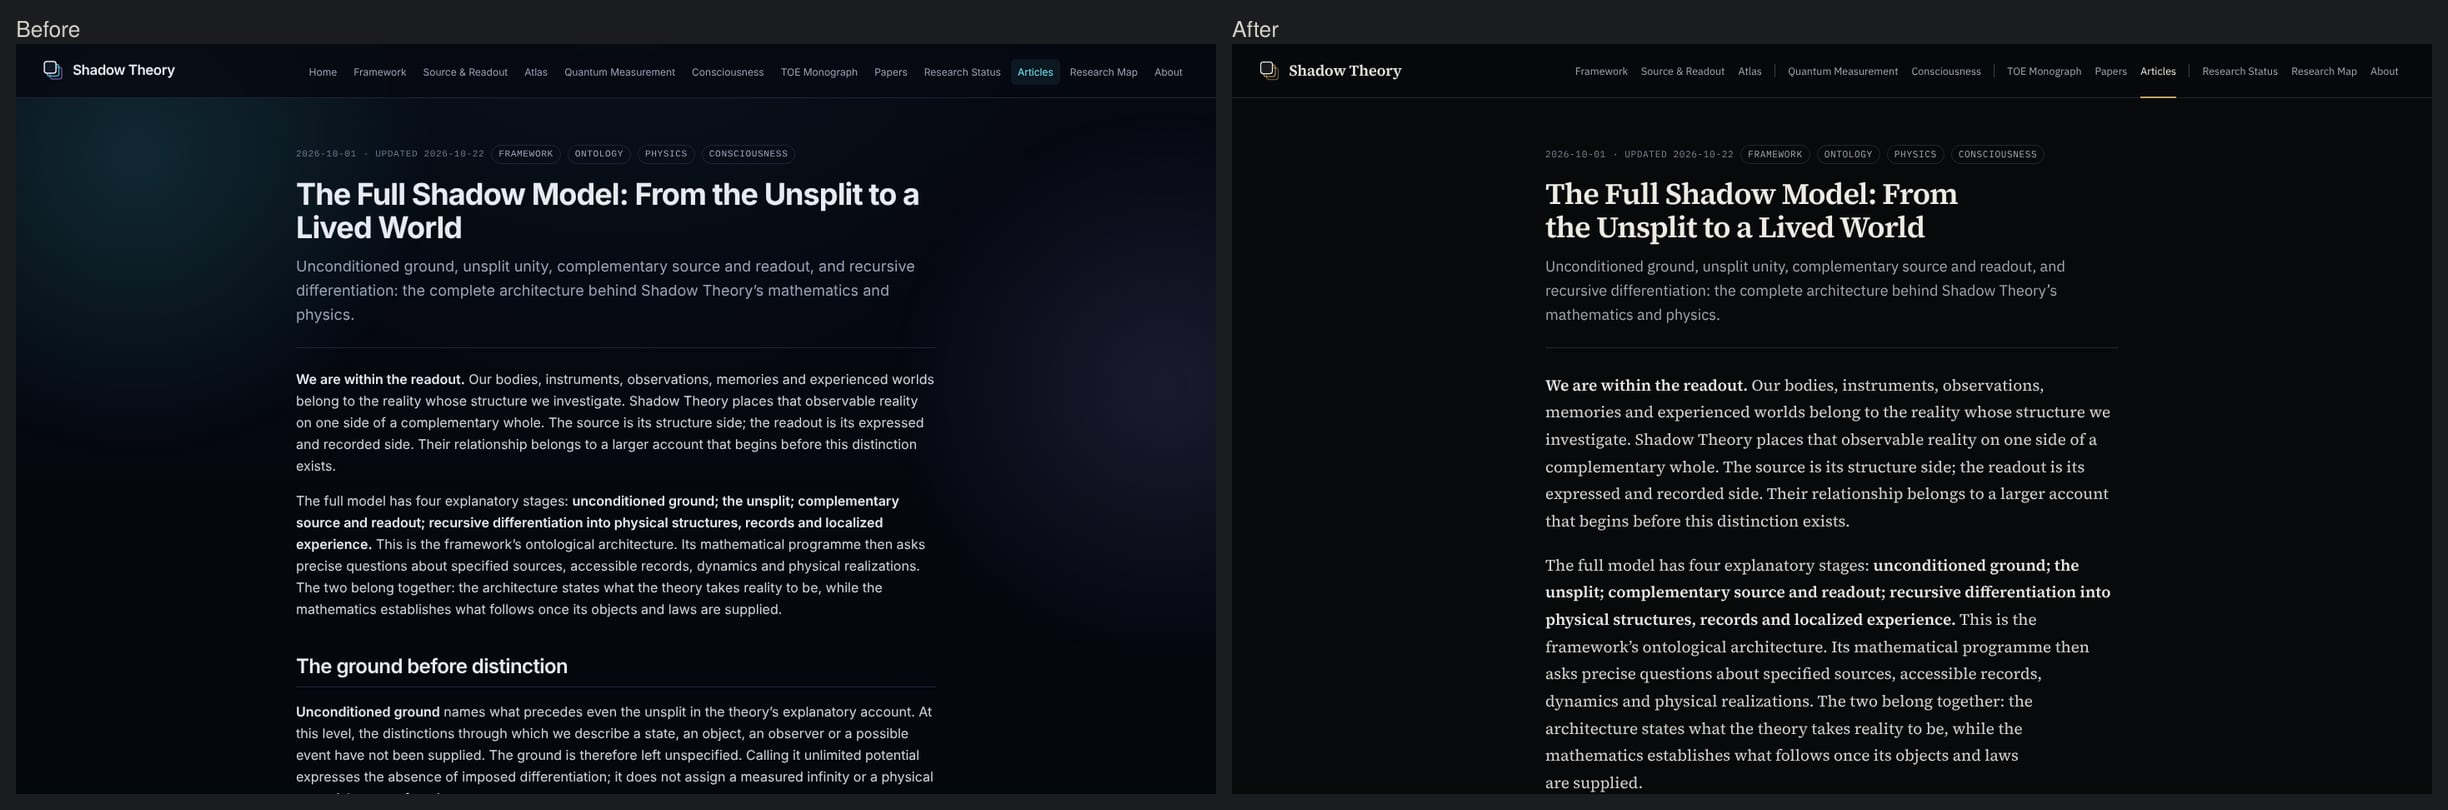 Before
Shadow Theory
Home Framework Source & Readout Atlas Quantum Measurement Consciousness TOE Monograph Papers Research Status Articles Research Map About
2026-10-01 · UPDATED 2026-10-22 FRAMEWORK ONTOLOGY PHYSICS CONSCIOUSNESS
The Full Shadow Model: From the Unsplit to a
Lived World
Unconditioned ground, unsplit unity, complementary source and readout, and recursive
differentiation: the complete architecture behind Shadow Theory’s mathematics and
physics.
We are within the readout. Our bodies, instruments, observations, memories and experienced worlds
belong to the reality whose structure we investigate. Shadow Theory places that observable reality
on one side of a complementary whole. The source is its structure side; the readout is its expressed
and recorded side. Their relationship belongs to a larger account that begins before this distinction
exists.
The full model has four explanatory stages: unconditioned ground; the unsplit; complementary
source and readout; recursive differentiation into physical structures, records and localized
experience. This is the framework’s ontological architecture. Its mathematical programme then asks
precise questions about specified sources, accessible records, dynamics and physical realizations.
The two belong together: the architecture states what the theory takes reality to be, while the
mathematics establishes what follows once its objects and laws are supplied.
The ground before distinction
Unconditioned ground names what precedes even the unsplit in the theory’s explanatory account. At
this level, the distinctions through which we describe a state, an object, an observer or a possible
event have not been supplied. The ground is therefore left unspecified. Calling it unlimited potential
expresses the absence of imposed differentiation; it does not assign a measured infinity or a physical
After
Shadow Theory
Framework Source & Readout Atlas Quantum Measurement Consciousness TOE Monograph Papers Articles Research Status Research Map About
2026-10-01 · UPDATED 2026-10-22 FRAMEWORK ONTOLOGY PHYSICS CONSCIOUSNESS
The Full Shadow Model: From
the Unsplit to a Lived World
Unconditioned ground, unsplit unity, complementary source and readout, and
recursive differentiation: the complete architecture behind Shadow Theory’s
mathematics and physics.
We are within the readout. Our bodies, instruments, observations,
memories and experienced worlds belong to the reality whose structure we
investigate. Shadow Theory places that observable reality on one side of a
complementary whole. The source is its structure side; the readout is its
expressed and recorded side. Their relationship belongs to a larger account
that begins before this distinction exists.
The full model has four explanatory stages: unconditioned ground; the
unsplit; complementary source and readout; recursive differentiation into
physical structures, records and localized experience. This is the
framework’s ontological architecture. Its mathematical programme then
asks precise questions about specified sources, accessible records,
dynamics and physical realizations. The two belong together: the
architecture states what the theory takes reality to be, while the
mathematics establishes what follows once its objects and laws
are supplied.